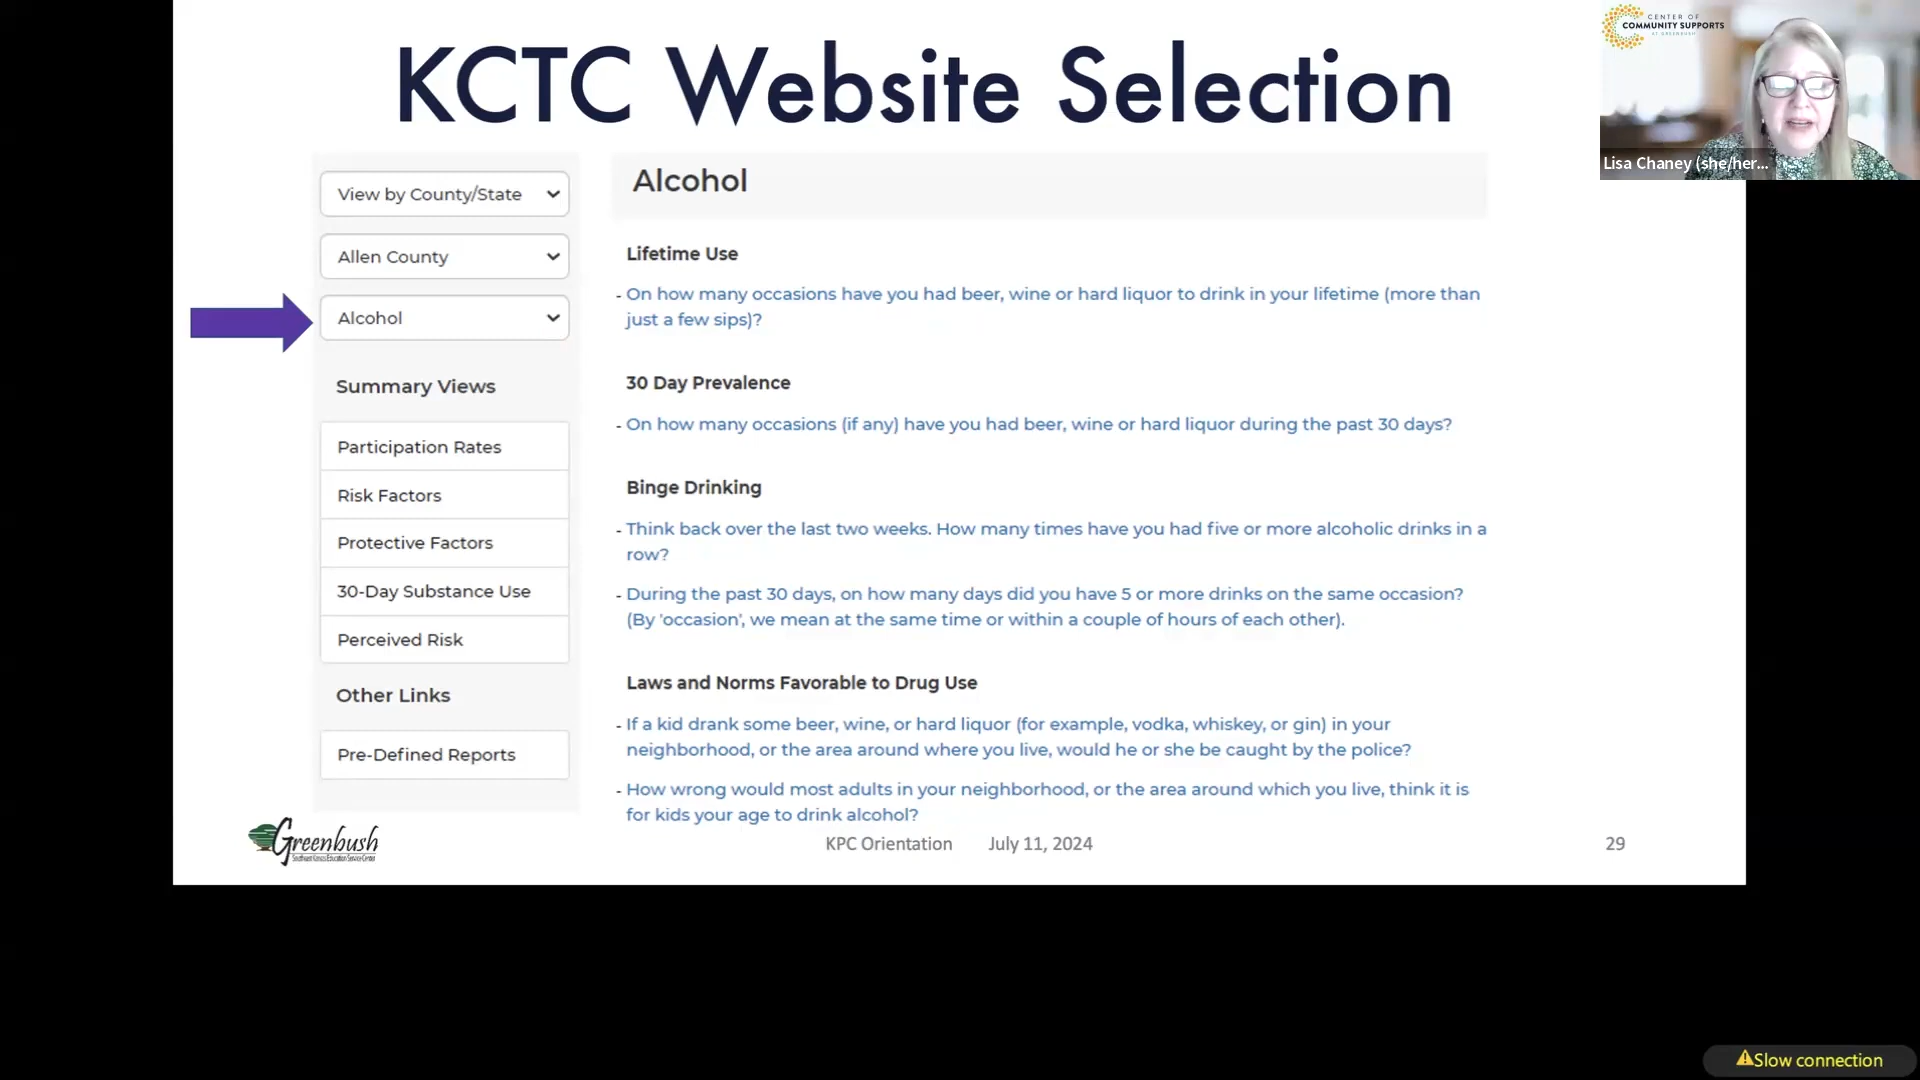 KCTC Website Selection
CENTER OF
COMMUNITY SUPPORTS
AT GREENBUSH
Lisa Chaney (she/her...
View by County/State
Allen County
Alcohol
Summary Views
Participation Rates
Risk Factors
Protective Factors
30-Day Substance Use
Perceived Risk
Other Links
Pre-Defined Reports
Alcohol
Lifetime Use
- On how many occasions have you had beer, wine or hard liquor to drink in your lifetime (more than
just a few sips)?
30 Day Prevalence
- On how many occasions (if any) have you had beer, wine or hard liquor during the past 30 days?
Binge Drinking
- Think back over the last two weeks. How many times have you had five or more alcoholic drinks in a
row?
- During the past 30 days, on how many days did you have 5 or more drinks on the same occasion?
(By 'occasion', we mean at the same time or within a couple of hours of each other).
Laws and Norms Favorable to Drug Use
- If a kid drank some beer, wine, or hard liquor (for example, vodka, whiskey, or gin) in your
neighborhood, or the area around where you live, would he or she be caught by the police?
- How wrong would most adults in your neighborhood, or the area around which you live, think it is
for kids your age to drink alcohol?
Greenbush
KPC Orientation
July 11, 2024
29
Slow connection